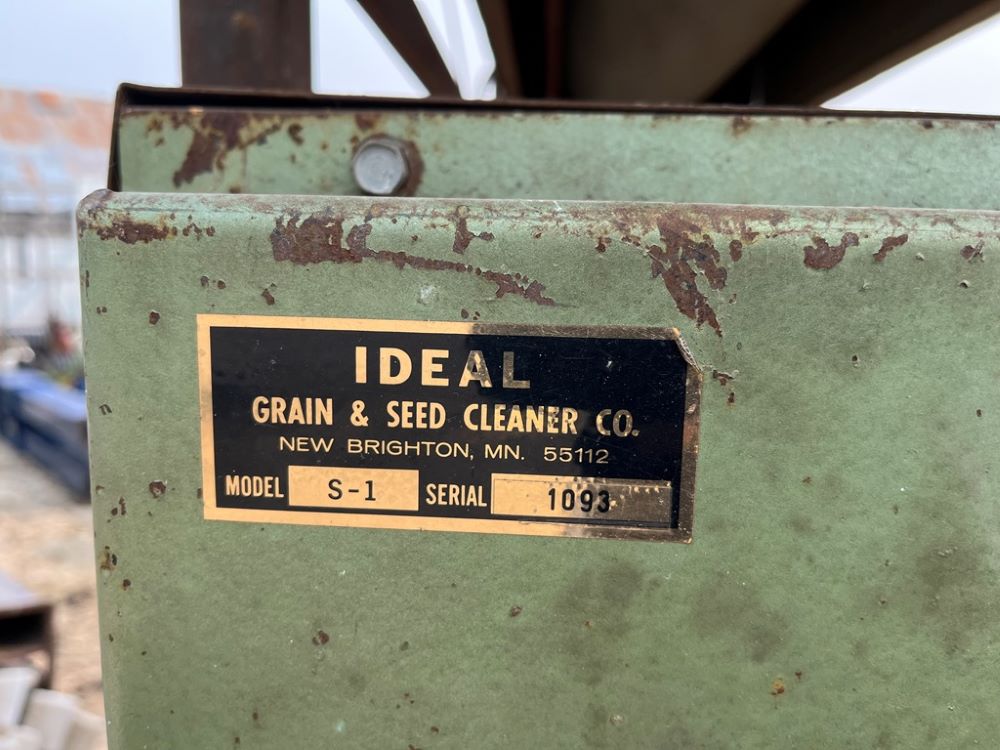 IDEAL
GRAIN & SEED CLEANER CO.
NEW BRIGHTON, MN. 55112
MODEL S-1 SERIAL 1093